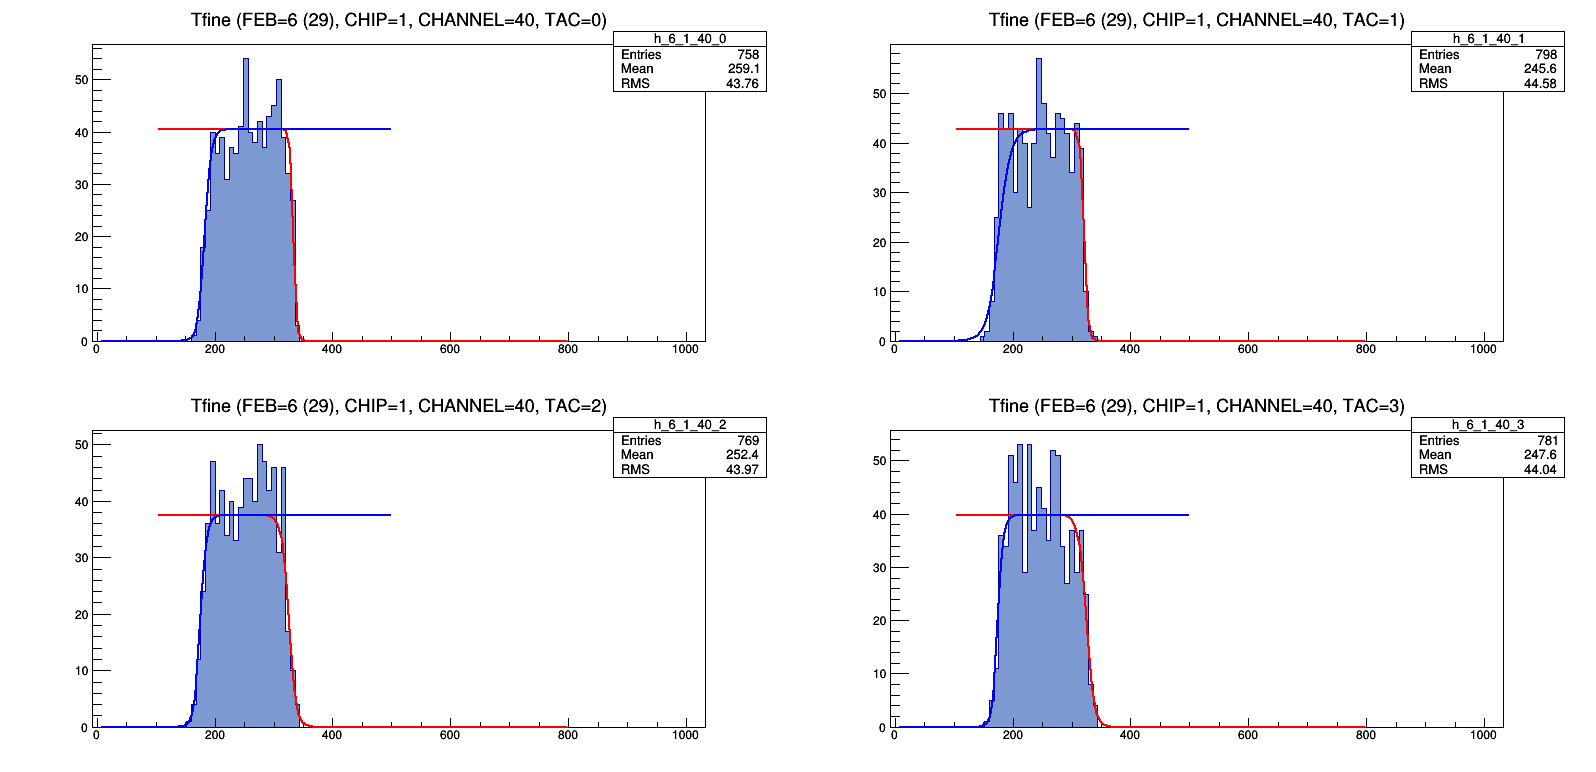 Tfine (FEB=6 (29), CHIP=1, CHANNEL=40, TAC=0)
h_6_1_40_0
Entries 758
Mean 259.1
RMS 43.76
50
40
30
20
10
0
0 200 400 600 800 1000
Tfine (FEB=6 (29), CHIP=1, CHANNEL=40, TAC=1)
h_6_1_40_1
Entries 798
Mean 245.6
RMS 44.58
50
40
30
20
10
0
0 200 400 600 800 1000
Tfine (FEB=6 (29), CHIP=1, CHANNEL=40, TAC=2)
h_6_1_40_2
Entries 769
Mean 252.4
RMS 43.97
50
40
30
20
10
0
0 200 400 600 800 1000
Tfine (FEB=6 (29), CHIP=1, CHANNEL=40, TAC=3)
h_6_1_40_3
Entries 781
Mean 247.6
RMS 44.04
50
40
30
20
10
0
0 200 400 600 800 1000